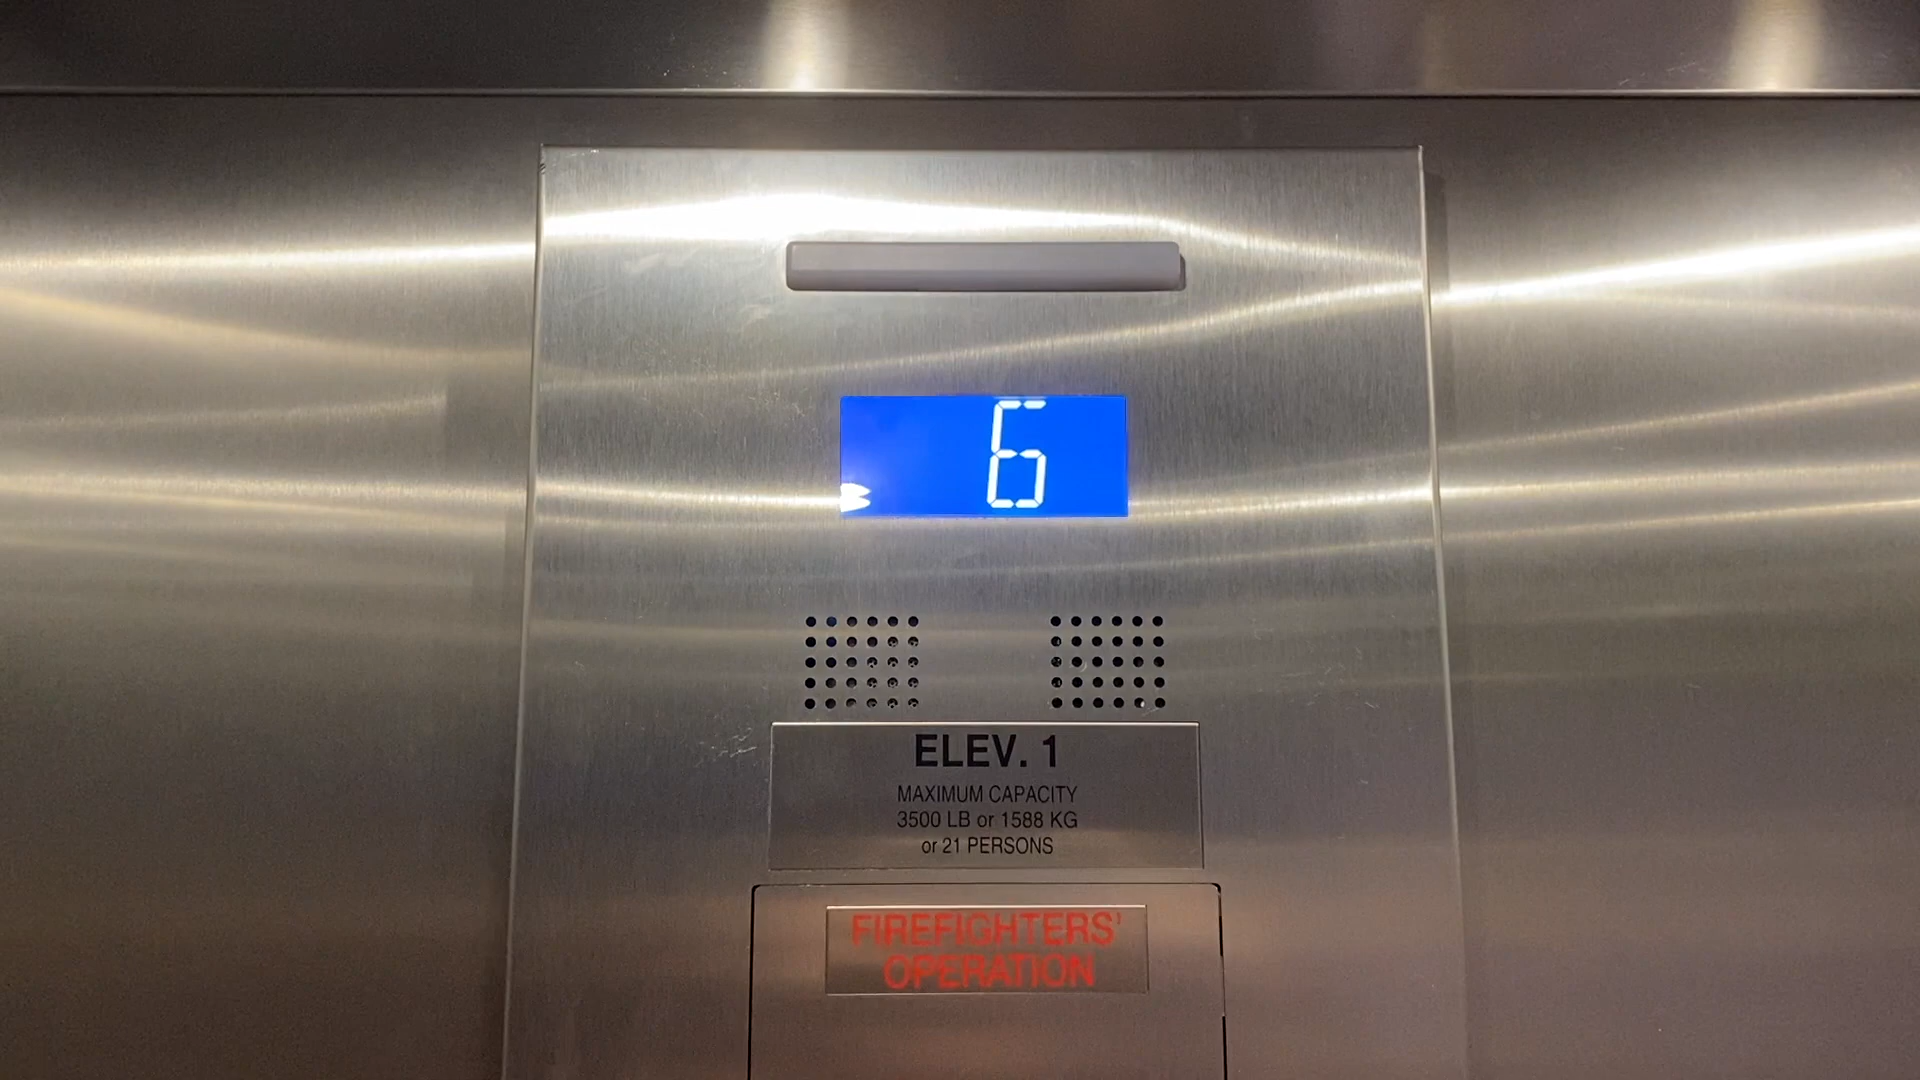 6
ELEV. 1
MAXIMUM CAPACITY
3500 LB or 1588 KG
or 21 PERSONS
FIREFIGHTERS'
OPERATION